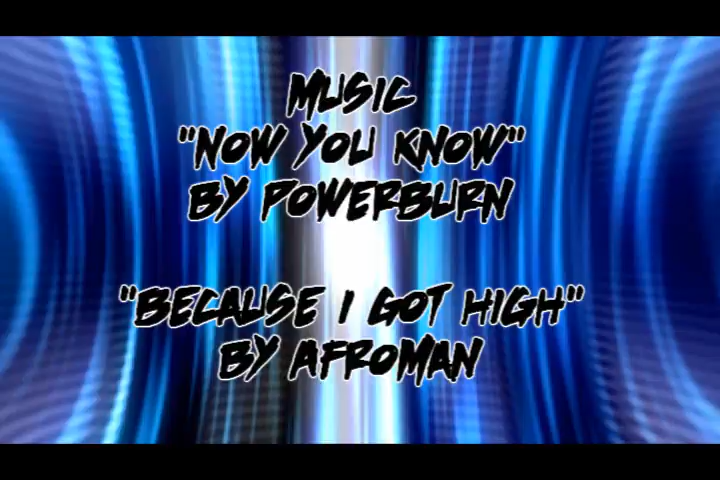 MUSIC
"NOW YOU KNOW"
BY POWERBURN
"BECAUSE I GOT HIGH"
BY AFROMAN